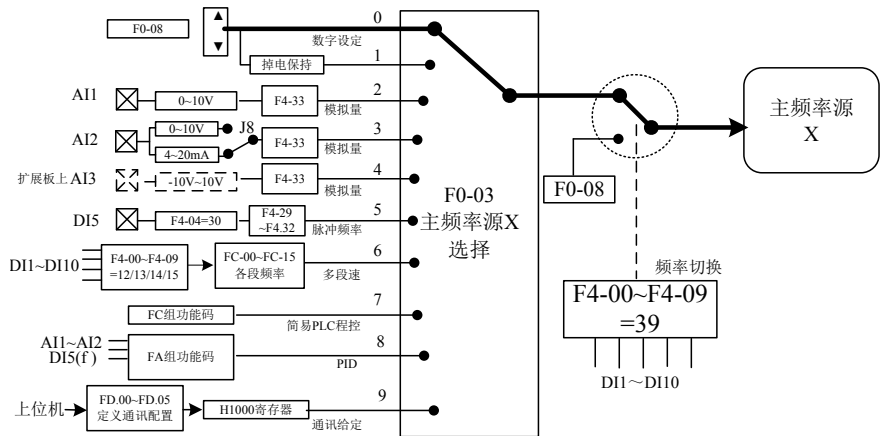 F0-08
▲
▼
0
数字设定
掉电保持
1
AI1
0~10V
F4-33
2
模拟量
AI2
0~10V
4~20mA
J8
F4-33
3
模拟量
扩展板上AI3
-10V~10V
F4-33
4
模拟量
DI5
F4-04=30
F4-29
~F4.32
5
脉冲频率
DI1~DI10
F4-00~F4-09
=12/13/14/15
FC-00~FC-15
各段频率
6
多段速
FC组功能码
7
简易PLC程控
AI1~AI2
DI5(f )
FA组功能码
8
PID
上位机
FD.00~FD.05
定义通讯配置
H1000寄存器
9
通讯给定
F0-03
主频率源X
选择
F0-08
主频率源
X
频率切换
F4-00~F4-09
=39
DI1～DI10